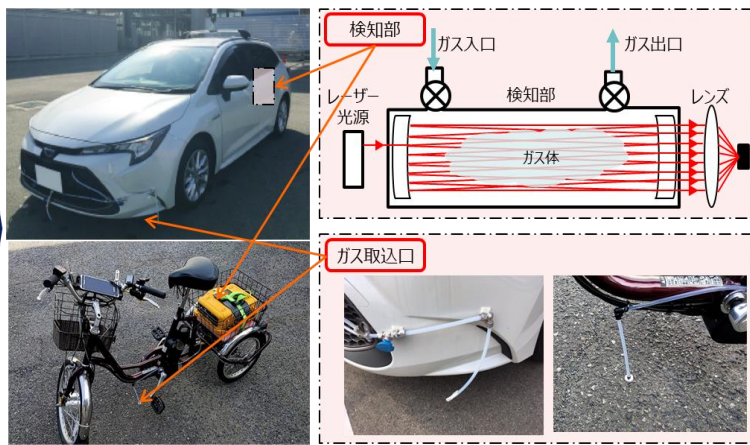 検知部
ガス入口
ガス出口
レーザー
光源
検知部
レンズ
ガス体
ガス取込口